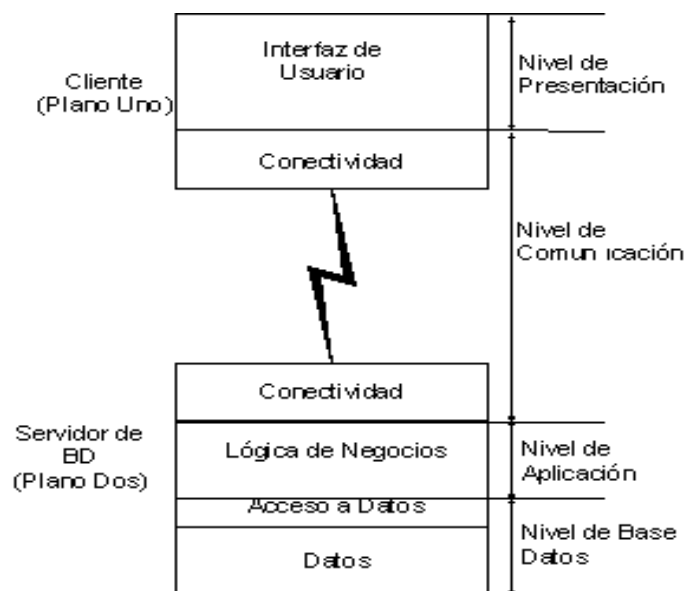 Interfaz de
Usuario
Cliente
(Plano Uno)
Nivel de
Presentación
Conectividad
Nivel de
Comunicación
Conectividad
Servidor de
BD
(Plano Dos)
Lógica de Negocios
Nivel de
Aplicación
Acceso a Datos
Datos
Nivel de Base
Datos